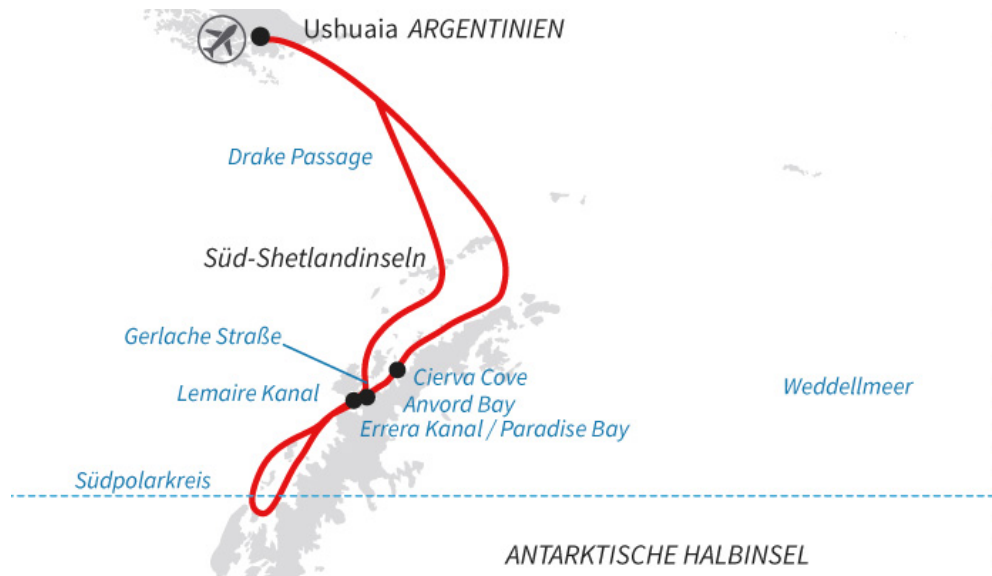 Ushuaia ARGENTINIEN
Drake Passage
Süd-Shetlandinseln
Gerlache Straße
Cierva Cove
Lemaire Kanal
Weddellmeer
Anvord Bay
Errera Kanal / Paradise Bay
Südpolarkreis
ANTARKTISCHE HALBINSEL